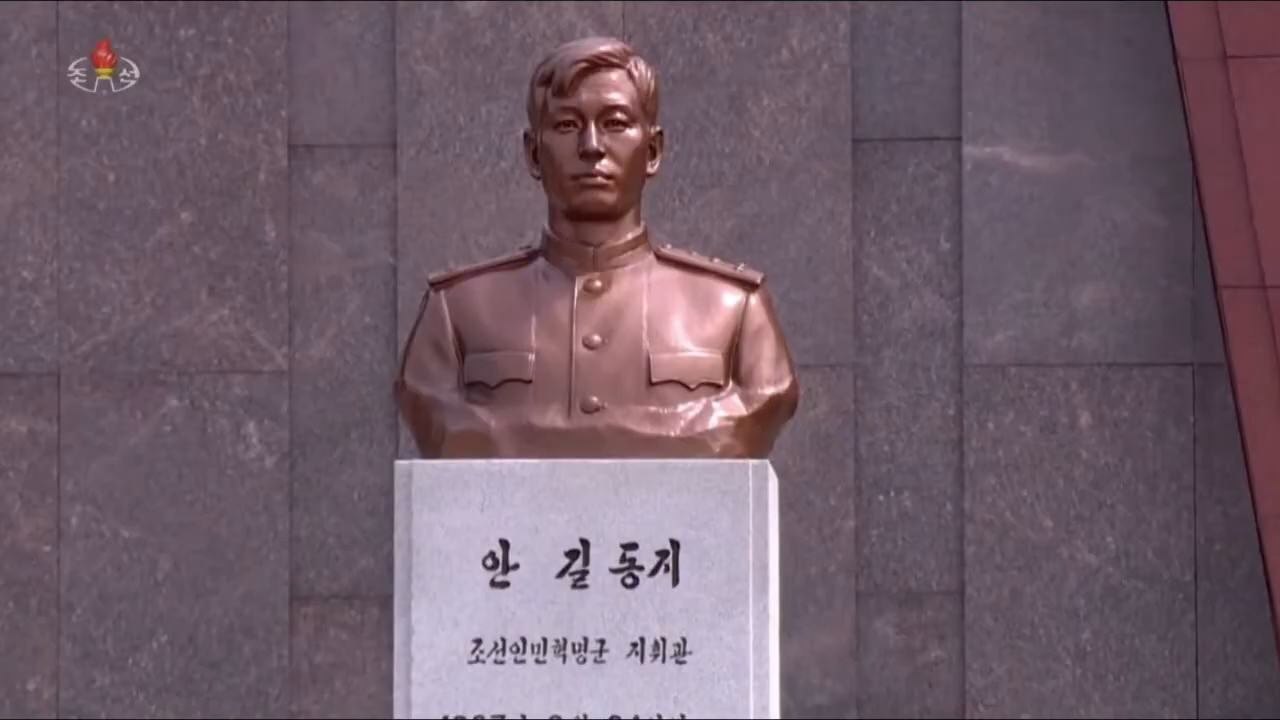 조선
안 길 동지
조선인민혁명군 지휘관